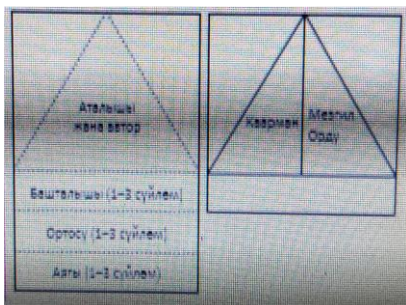 Аталышы
жана автор
Башталышы (1–3 сүйлөм)
Ортосу (1–3 сүйлөм)
Аягы (1–3 сүйлөм)
Каарман
Мезгил
Орду